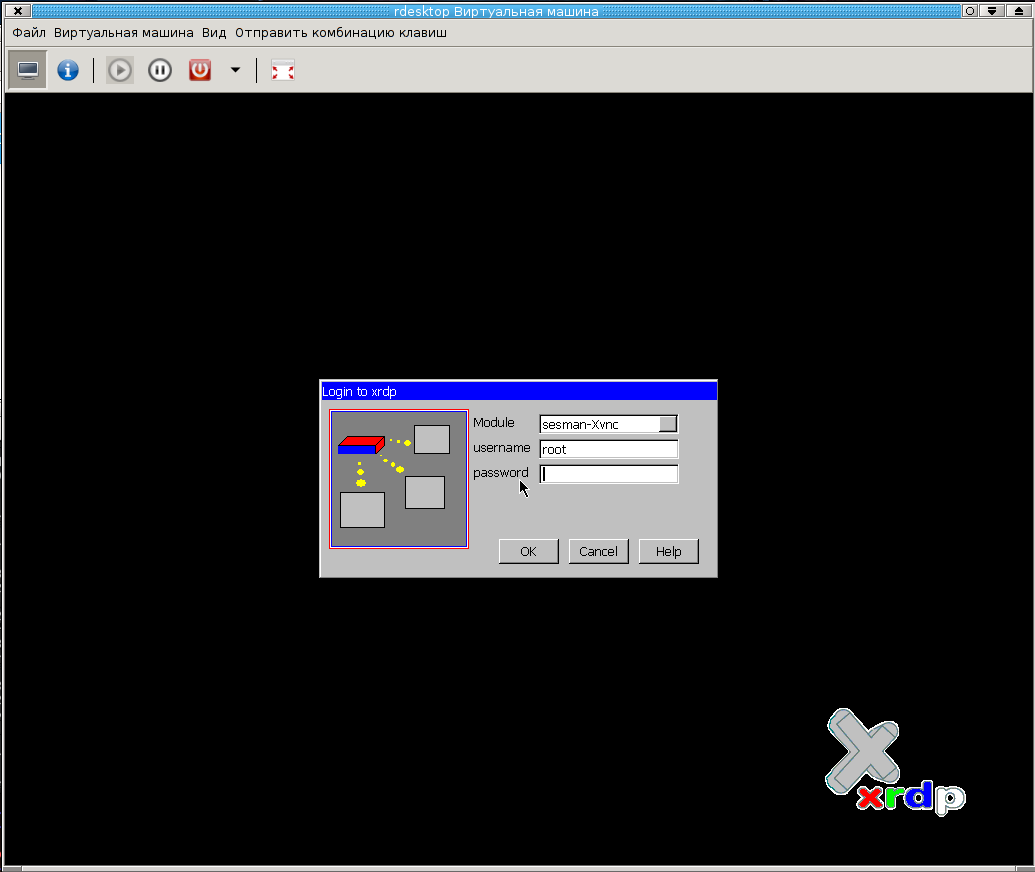 rdesktop Виртуальная машина
Файл Виртуальная машина Вид Отправить комбинацию клавиш
Login to xrdp
Module sesman-Xvnc
username root
password
OK Cancel Help
xrdp